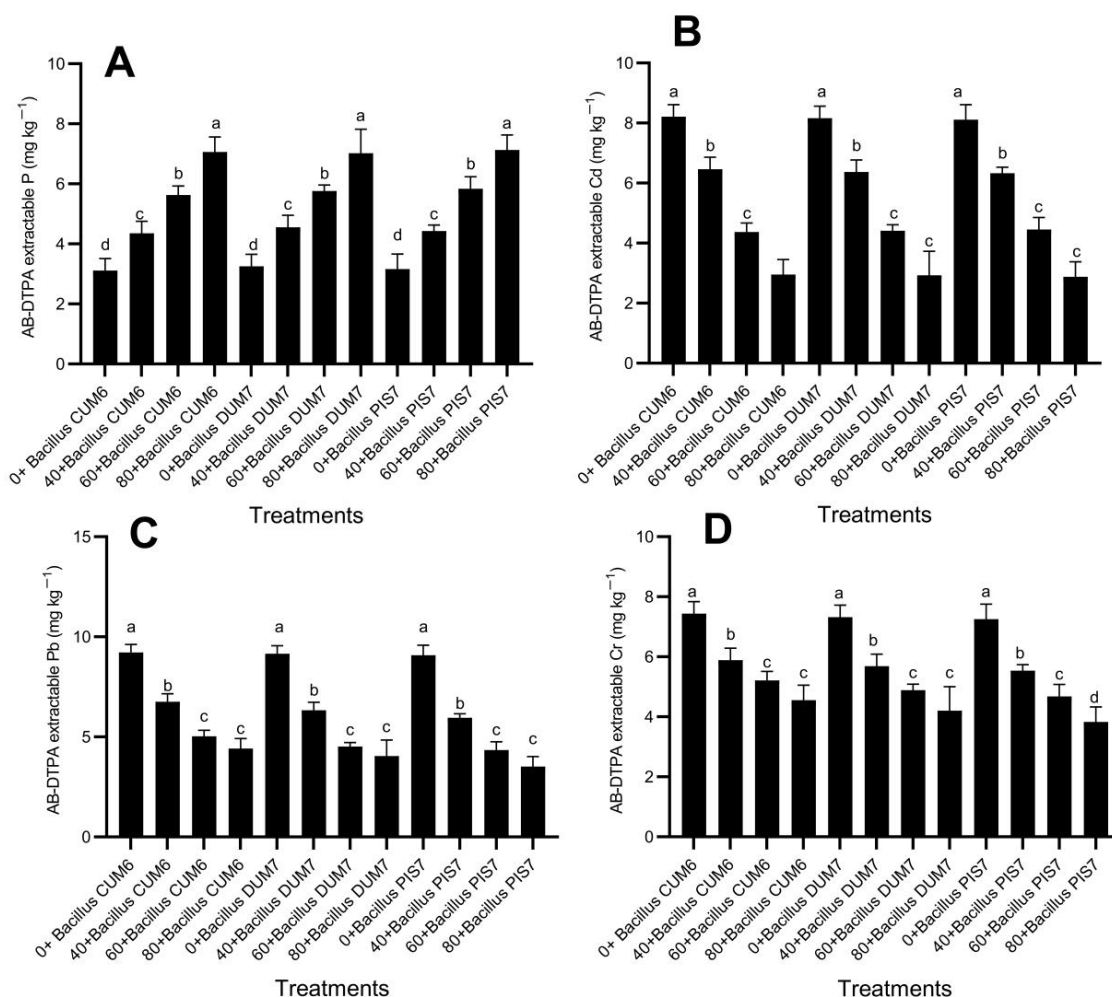 A
AB-DTPA extractable P (mg kg⁻¹)
10
8
6
4
2
0
d
c
b
a
d
c
b
a
d
c
b
a
0+ Bacillus CUM6
40+Bacillus CUM6
60+Bacillus CUM6
80+Bacillus CUM6
0+Bacillus DUM7
40+Bacillus DUM7
60+Bacillus DUM7
80+Bacillus DUM7
0+Bacillus PIS7
40+Bacillus PIS7
60+Bacillus PIS7
80+Bacillus PIS7
Treatments
B
AB-DTPA extractable Cd (mg kg⁻¹)
10
8
6
4
2
0
a
b
c
a
b
c
c
a
b
c
c
0+ Bacillus CUM6
40+Bacillus CUM6
60+Bacillus CUM6
80+Bacillus CUM6
0+Bacillus DUM7
40+Bacillus DUM7
60+Bacillus DUM7
80+Bacillus DUM7
0+Bacillus PIS7
40+Bacillus PIS7
60+Bacillus PIS7
80+Bacillus PIS7
Treatments
C
AB-DTPA extractable Pb (mg kg⁻¹)
15
10
5
0
a
b
c
c
a
b
c
c
a
b
c
c
0+ Bacillus CUM6
40+Bacillus CUM6
60+Bacillus CUM6
80+Bacillus CUM6
0+Bacillus DUM7
40+Bacillus DUM7
60+Bacillus DUM7
80+Bacillus DUM7
0+Bacillus PIS7
40+Bacillus PIS7
60+Bacillus PIS7
80+Bacillus PIS7
Treatments
D
AB-DTPA extractable Cr (mg kg⁻¹)
10
8
6
4
2
0
a
b
c
c
a
b
c
c
a
b
c
d
0+ Bacillus CUM6
40+Bacillus CUM6
60+Bacillus CUM6
80+Bacillus CUM6
0+Bacillus DUM7
40+Bacillus DUM7
60+Bacillus DUM7
80+Bacillus DUM7
0+Bacillus PIS7
40+Bacillus PIS7
60+Bacillus PIS7
80+Bacillus PIS7
Treatments